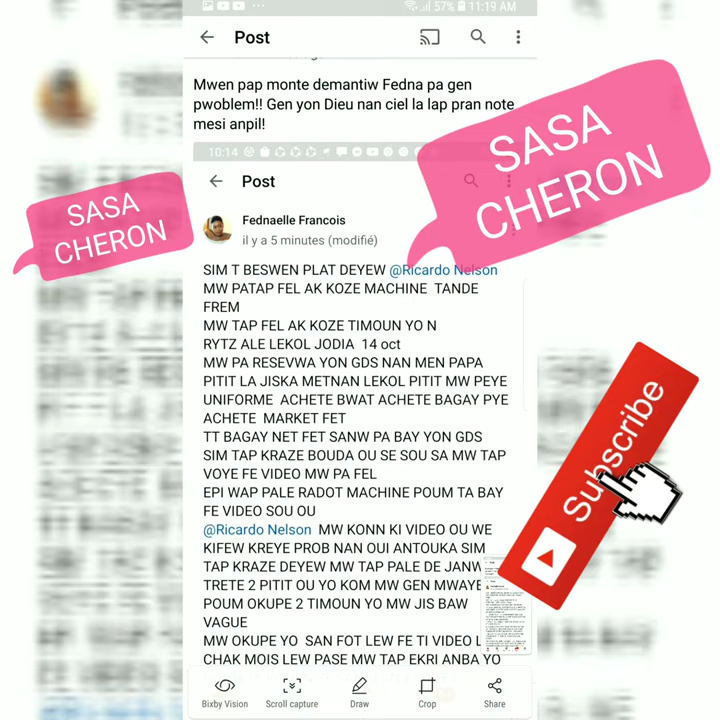 11:19 AM
57%
Post
Mwen pap monte demantiw Fedna pa gen
pwoblem!! Gen yon Dieu nan ciel la lap pran note
mesi anpil!
SASA
CHERON
SASA
CHERON
10:14
Post
Fednaelle Francois
il y a 5 minutes (modifié)
SIM T BESWEN PLAT DEYEW @Ricardo Nelson
MW PATAP FEL AK KOZE MACHINE TANDE
FREM
MW TAP FEL AK KOZE TIMOUN YO N
RYTZ ALE LEKOL JODIA 14 oct
MW PA RESEVWA YON GDS NAN MEN PAPA
PITIT LA JISKA METNAN LEKOL PITIT MW PEYE
UNIFORME ACHETE BWAT ACHETE BAGAY PYE
ACHETE MARKET FET
TT BAGAY NET FET SANW PA BAY YON GDS
SIM TAP KRAZE BOUDA OU SE SOU SA MW TAP
VOYE FE VIDEO MW PA FEL
EPI WAP PALE RADOT MACHINE POUM TA BAY
FE VIDEO SOU OU
@Ricardo Nelson MW KONN KI VIDEO OU WE
KIFEW KREYE PROB NAN OUI ANTOUKA SIM
TAP KRAZE DEYEW MW TAP PALE DE JANW
TRETE 2 PITIT OU YO KOM MW GEN MWAYE
POUM OKUPE 2 TIMOUN YO MW JIS BAW
VAGUE
MW OKUPE YO SAN FOT LEW FE TI VIDEO
CHAK MOIS LEW PASE MW TAP EKRI ANBA YO
Subscribe
Bixby Vision
Scroll capture
Draw
Crop
Share